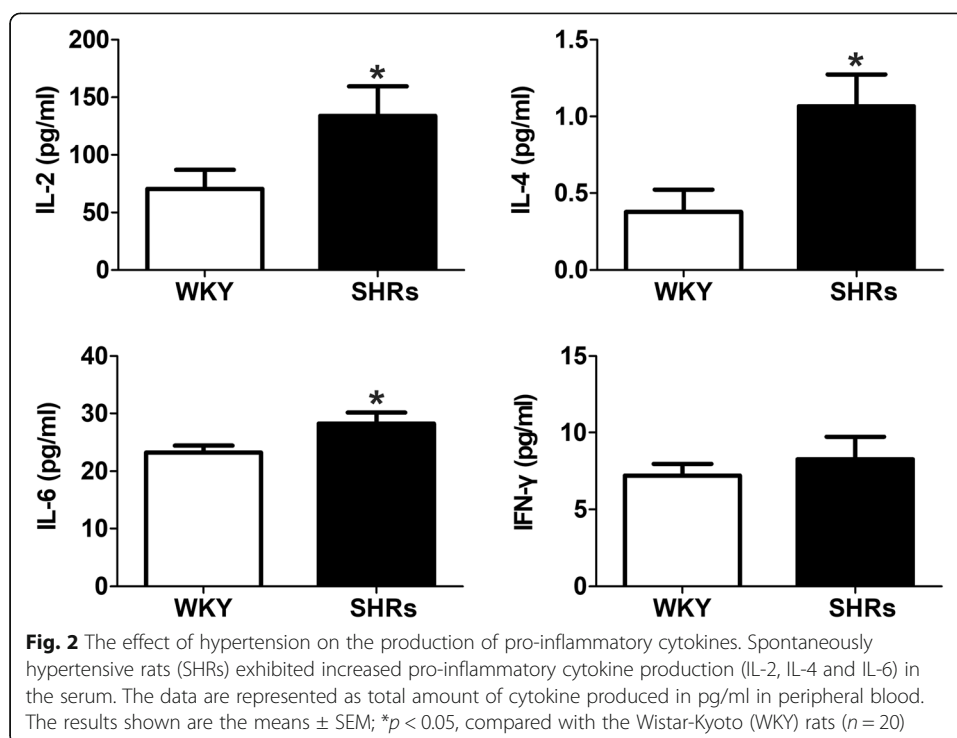 200
150
100
50
0
IL-2 (pg/ml)
*
WKY
SHRs
1.5
1.0
0.5
0.0
IL-4 (pg/ml)
*
WKY
SHRs
40
30
20
10
0
IL-6 (pg/ml)
*
WKY
SHRs
15
10
5
0
IFN-γ (pg/ml)
WKY
SHRs
Fig. 2 The effect of hypertension on the production of pro-inflammatory cytokines. Spontaneously
hypertensive rats (SHRs) exhibited increased pro-inflammatory cytokine production (IL-2, IL-4 and IL-6) in
the serum. The data are represented as total amount of cytokine produced in pg/ml in peripheral blood.
The results shown are the means ± SEM; *p < 0.05, compared with the Wistar-Kyoto (WKY) rats (n = 20)